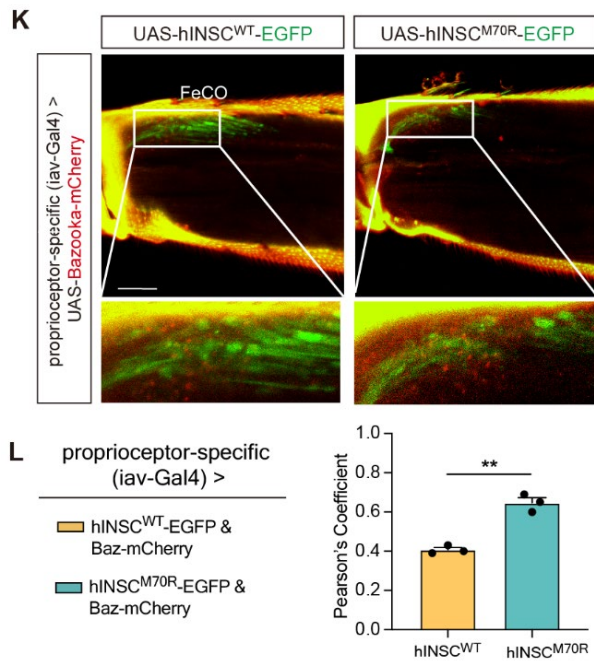 K
UAS-hINSCWT-EGFP
UAS-hINSCM70R-EGFP
proprioceptor-specific (iav-Gal4) >
UAS-Bazooka-mCherry
FeCO
L
proprioceptor-specific
(iav-Gal4) >
hINSCWT-EGFP &
Baz-mCherry
hINSCM70R-EGFP &
Baz-mCherry
Pearson's Coefficient
1.0
0.8
0.6
0.4
0.2
0.0
**
hINSCWT
hINSCM70R